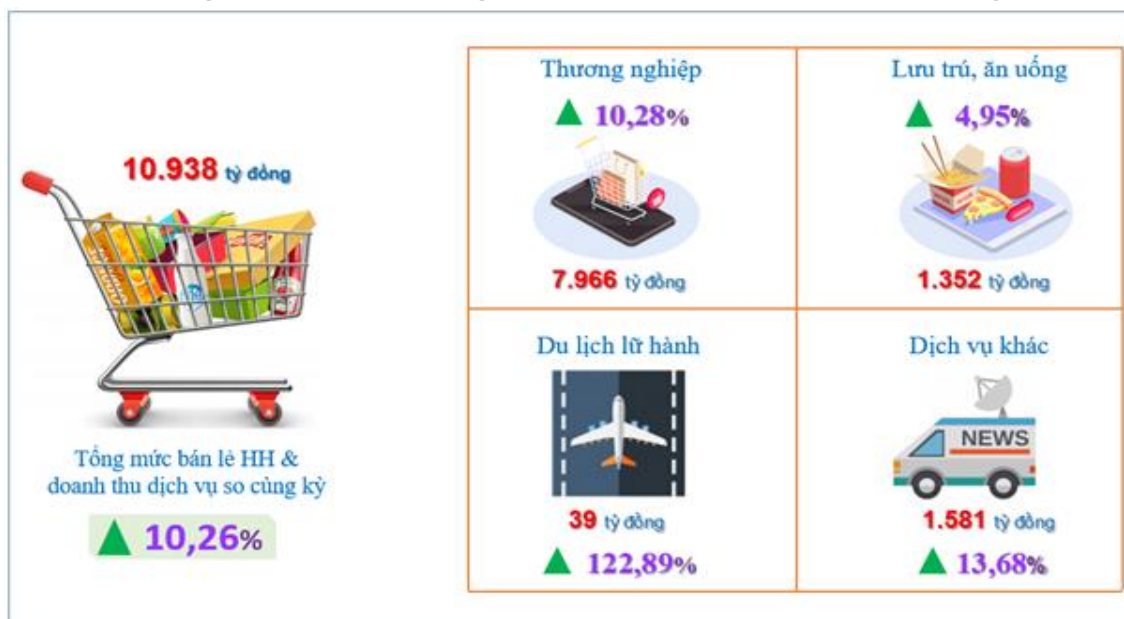 10.938 tỷ đồng
Tổng mức bán lẻ HH &
doanh thu dịch vụ so cùng kỳ
10,26%
Thương nghiệp
10,28%
7.966 tỷ đồng
Lưu trú, ăn uống
4,95%
1.352 tỷ đồng
Du lịch lữ hành
39 tỷ đồng
122,89%
Dịch vụ khác
NEWS
1.581 tỷ đồng
13,68%